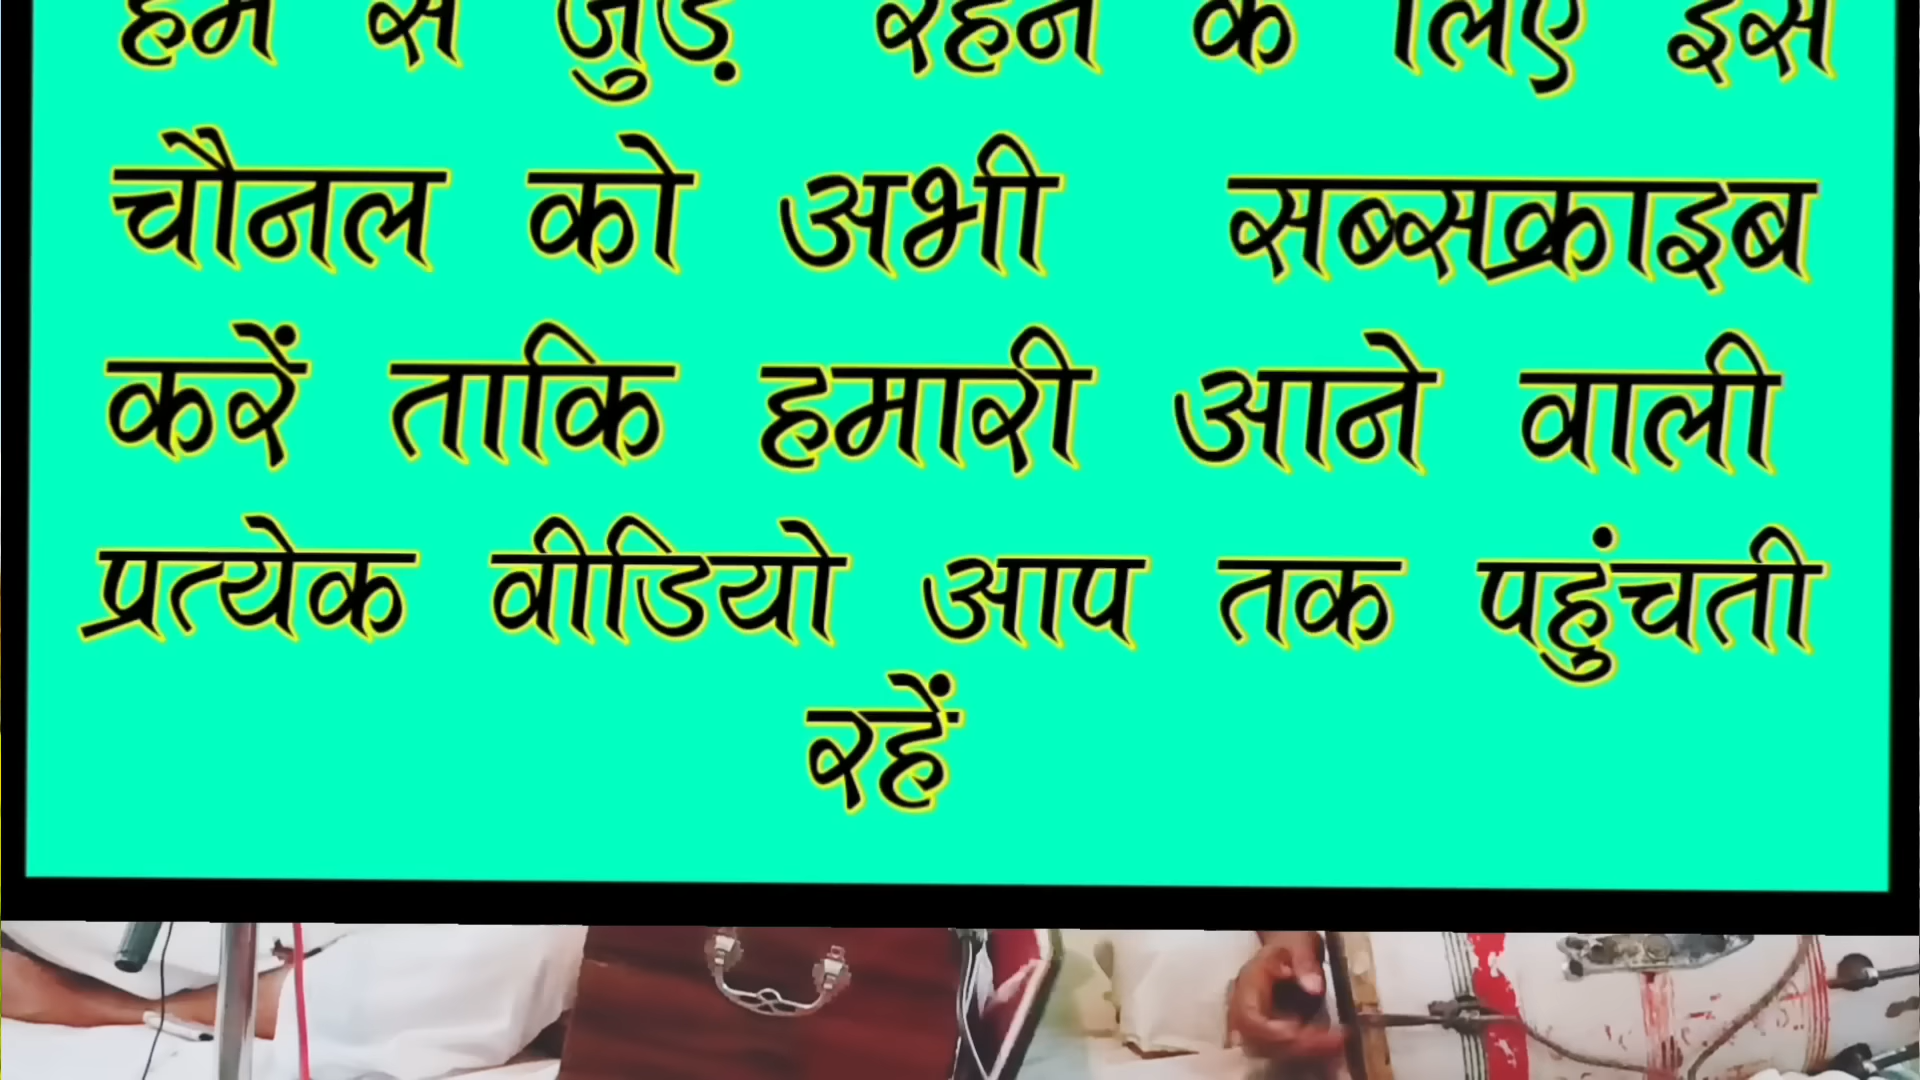 हम से जुड़े रहने के लिए इस
चौनल को अभी सब्सक्राइब
करें ताकि हमारी आने वाली
प्रत्येक वीडियो आप तक पहुंचती
रहें